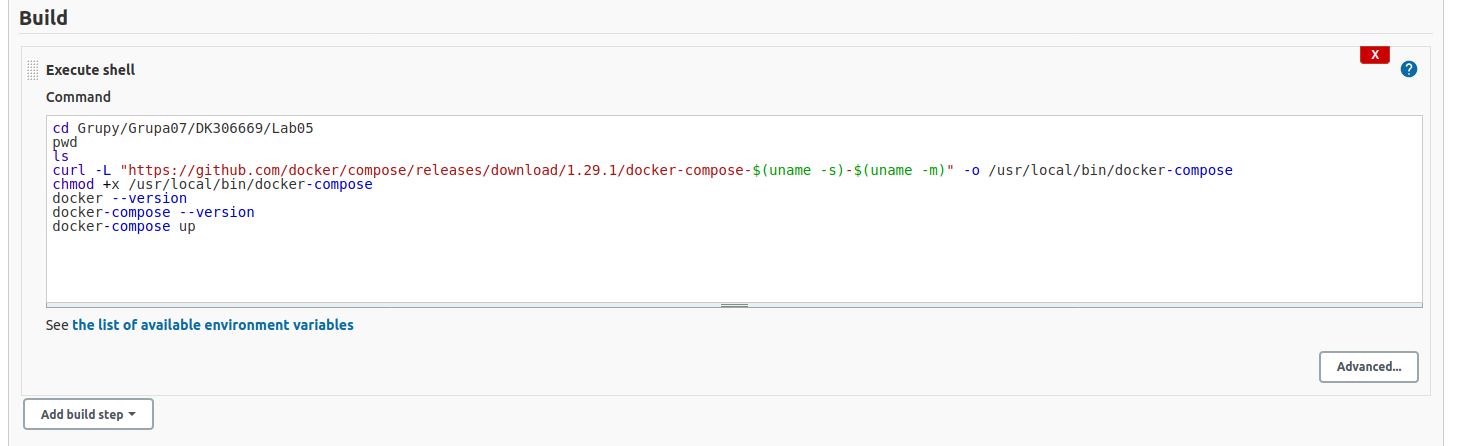 Build
X
Execute shell
?
Command
cd Grupy/Grupa07/DK306669/Lab05
pwd
ls
curl -L "https://github.com/docker/compose/releases/download/1.29.1/docker-compose-$(uname -s)-$(uname -m)" -o /usr/local/bin/docker-compose
chmod +x /usr/local/bin/docker-compose
docker --version
docker-compose --version
docker-compose up
See the list of available environment variables
Advanced...
Add build step